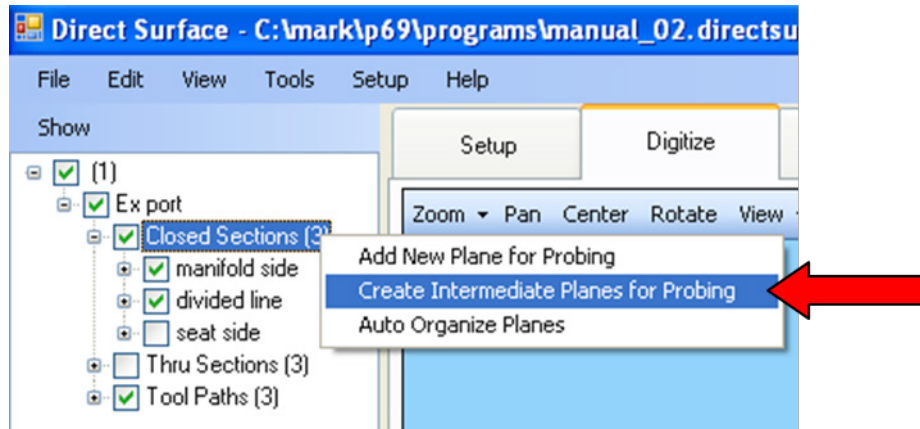 Direct Surface - C:\mark\p69\programs\manual_02.directsu
File Edit View Tools Setup Help
Show
Setup Digitize
(1)
Ex port
Closed Sections (3)
manifold side
divided line
seat side
Thru Sections (3)
Tool Paths (3)
Zoom Pan Center Rotate View
Add New Plane for Probing
Create Intermediate Planes for Probing
Auto Organize Planes